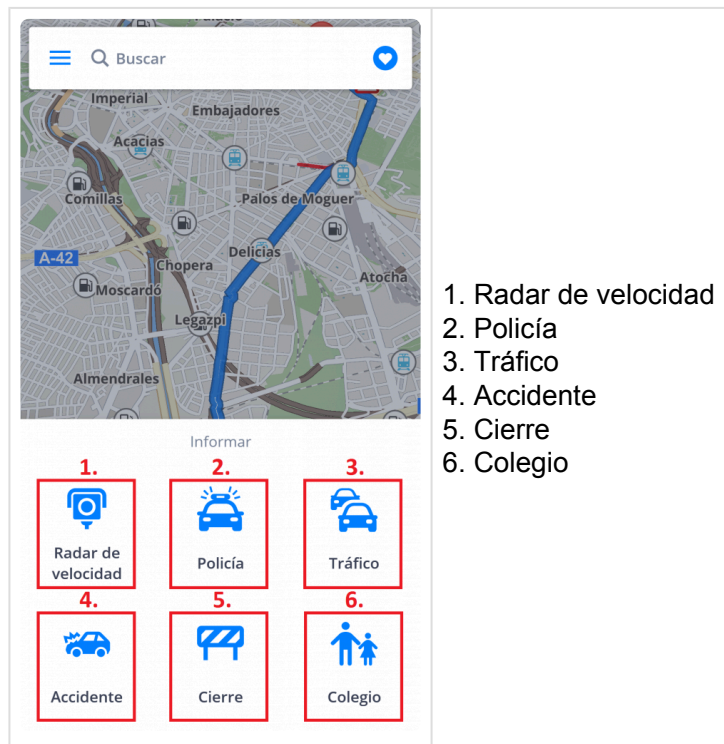 Buscar
Imperial
Embajadores
Acacias
Comillas
Palos de Moguer
A-42
Delicias
Chopera
Moscardó
Atocha
Legazpi
Almendrales
Informar
1.
2.
3.
Radar de
velocidad
Policía
Tráfico
4.
5.
6.
Accidente
Cierre
Colegio
1. Radar de velocidad
2. Policía
3. Tráfico
4. Accidente
5. Cierre
6. Colegio